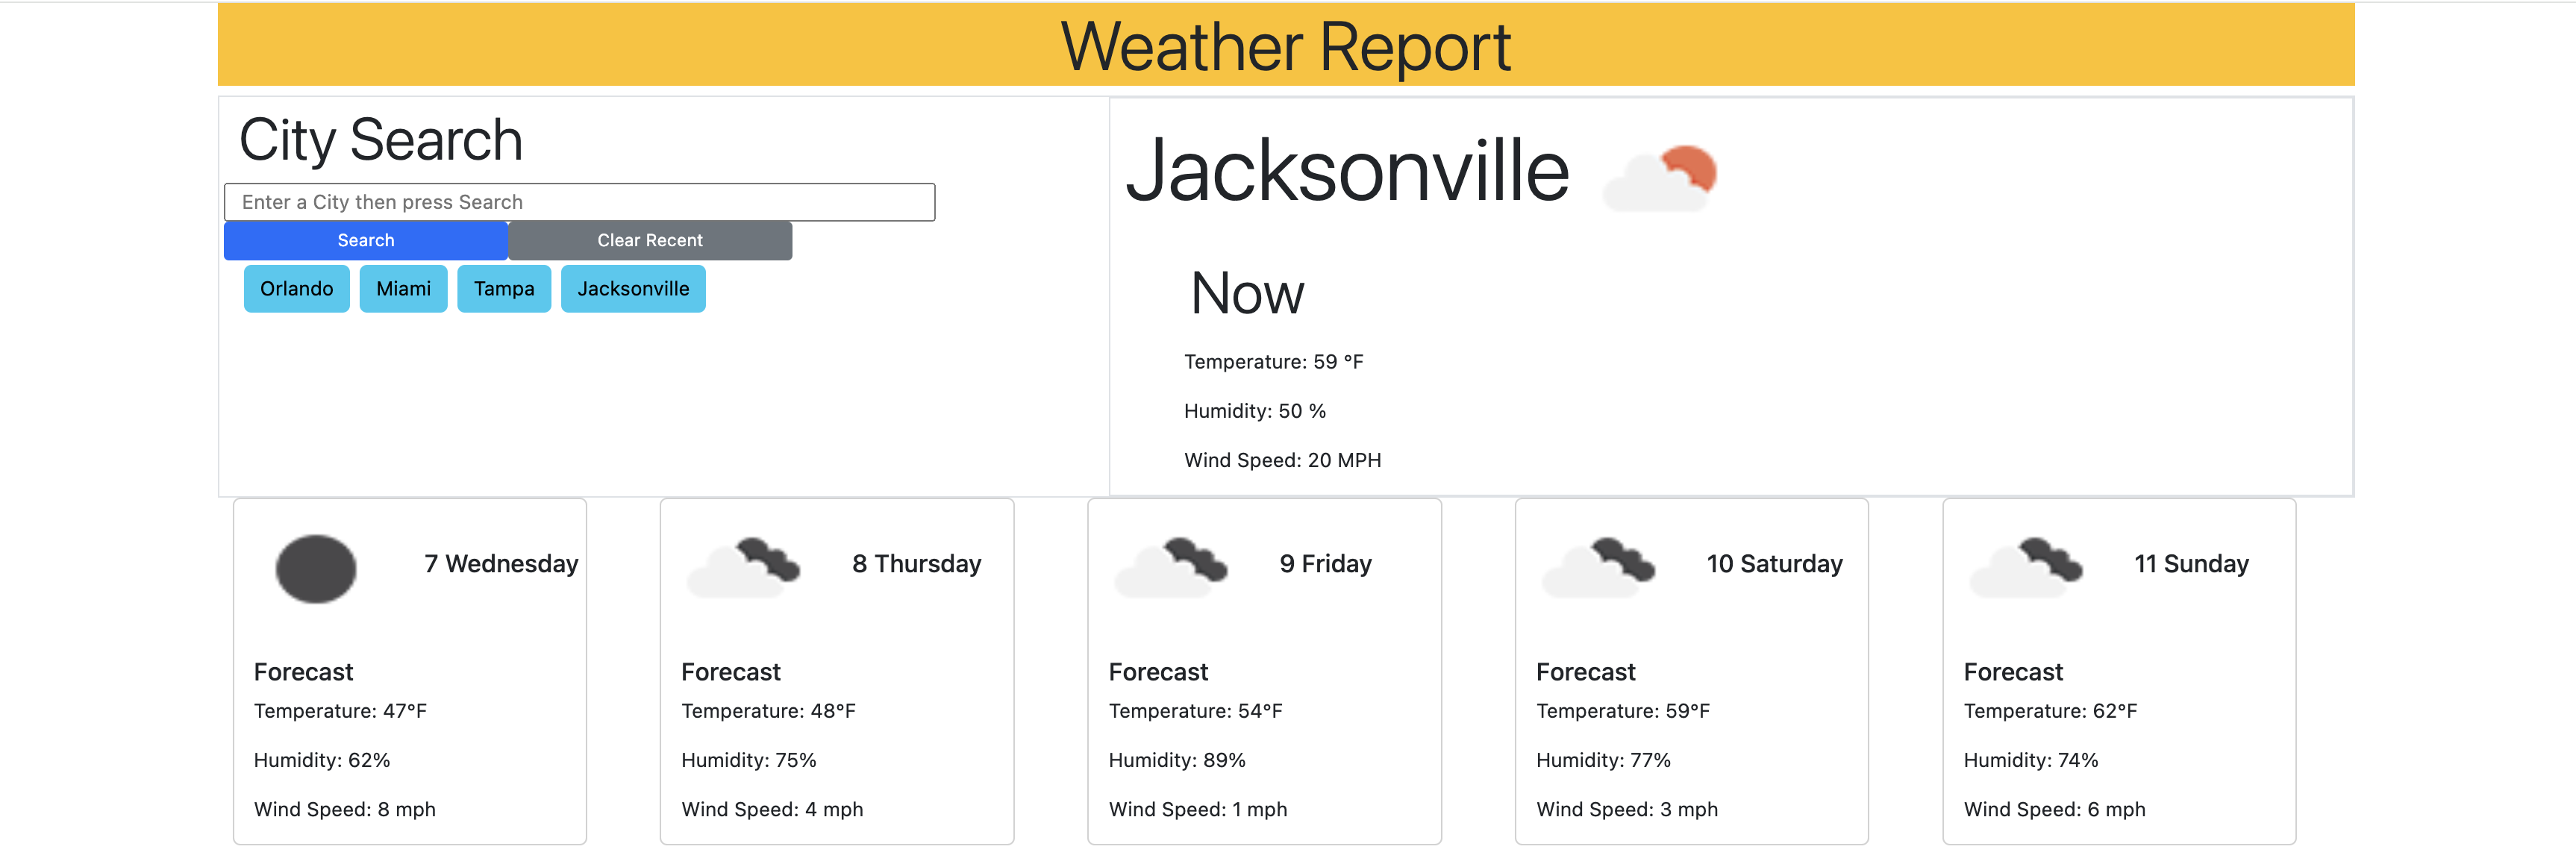 Weather Report
City Search
Enter a City then press Search
Search
Clear Recent
Orlando
Miami
Tampa
Jacksonville
Jacksonville
Now
Temperature: 59 °F
Humidity: 50 %
Wind Speed: 20 MPH
7 Wednesday
Forecast
Temperature: 47°F
Humidity: 62%
Wind Speed: 8 mph
8 Thursday
Forecast
Temperature: 48°F
Humidity: 75%
Wind Speed: 4 mph
9 Friday
Forecast
Temperature: 54°F
Humidity: 89%
Wind Speed: 1 mph
10 Saturday
Forecast
Temperature: 59°F
Humidity: 77%
Wind Speed: 3 mph
11 Sunday
Forecast
Temperature: 62°F
Humidity: 74%
Wind Speed: 6 mph